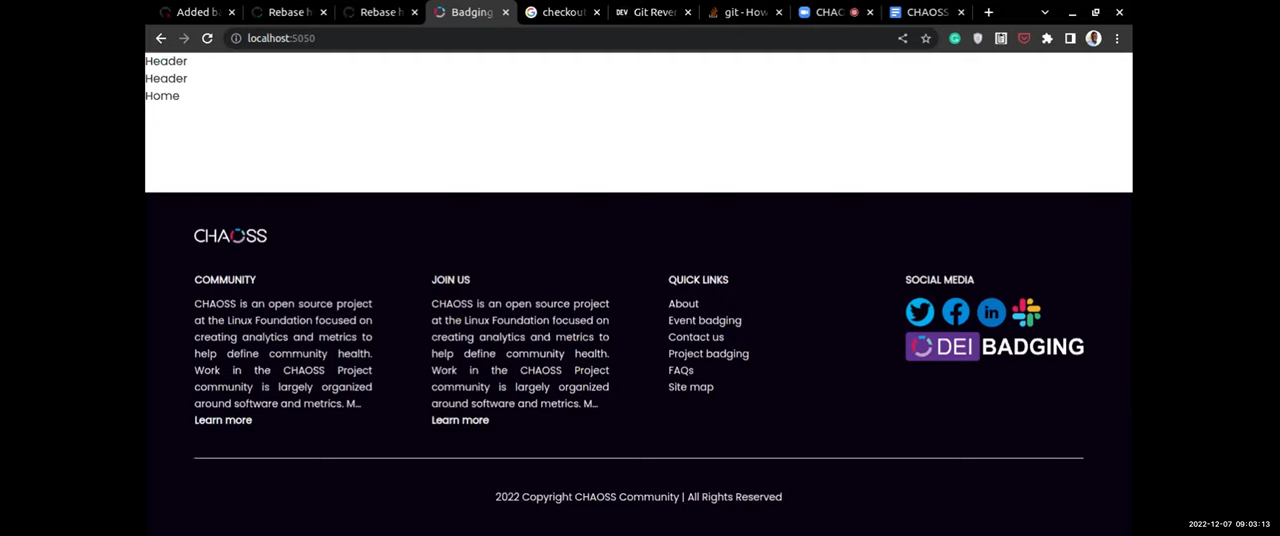 Added b
Rebase h
Rebase h
Badging
checkout
DEV Git Rever
git - How
CHAC
CHAOSS
localhost:5050
Header
Header
Home
CHAOSS
COMMUNITY
CHAOSS is an open source project
at the Linux Foundation focused on
creating analytics and metrics to
help define community health.
Work in the CHAOSS Project
community is largely organized
around software and metrics. M...
Learn more
JOIN US
CHAOSS is an open source project
at the Linux Foundation focused on
creating analytics and metrics to
help define community health.
Work in the CHAOSS Project
community is largely organized
around software and metrics. M...
Learn more
QUICK LINKS
About
Event badging
Contact us
Project badging
FAQs
Site map
SOCIAL MEDIA
in
DEI BADGING
2022 Copyright CHAOSS Community | All Rights Reserved
2022-12-07 09:03:13